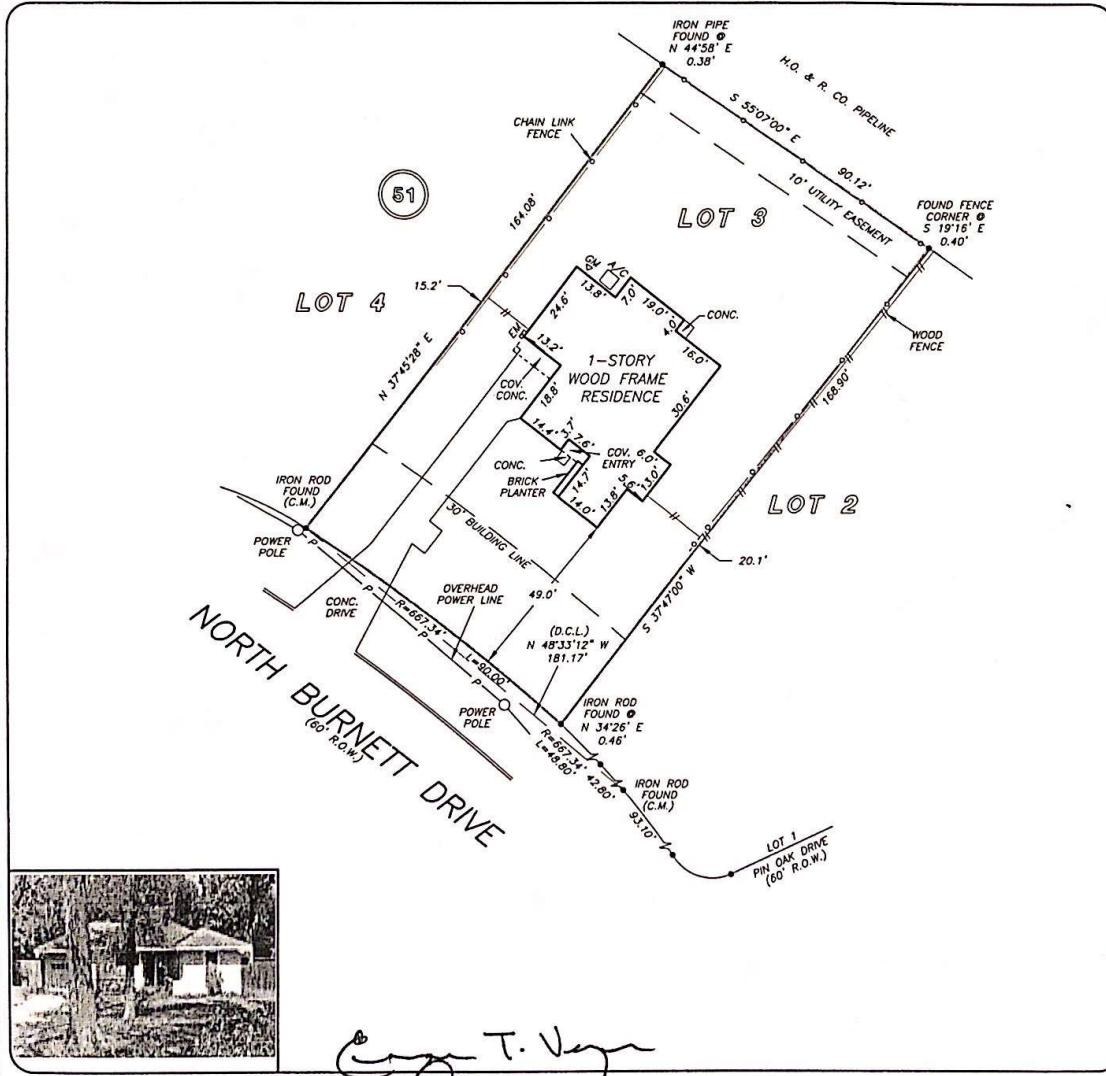 IRON PIPE
FOUND @
N 44°58' E
0.38'
H.O. & R. CO. PIPELINE
S 55°07'00" E
90.12'
10' UTILITY EASEMENT
CHAIN LINK
FENCE
51
164.08'
LOT 3
FOUND FENCE
CORNER @
S 19°16' E
0.40'
LOT 4
15.2'
GM
A/C
13.8'
7.0'
19.0'
4.0'
CONC.
24.6'
EM
13.2'
16.0'
WOOD
FENCE
1-STORY
WOOD FRAME
RESIDENCE
N 37°45'28" E
COV.
CONC.
18.8'
30.6'
168.90'
14.4'
7.6'
COV.
ENTRY
6.0'
CONC.
BRICK
PLANTER
14.7'
5.6'
13.0'
14.0'
13.8'
LOT 2
IRON ROD
FOUND
(C.M.)
30' BUILDING LINE
20.1'
POWER
POLE
P
CONC.
DRIVE
OVERHEAD
POWER LINE
49.0'
S 37°47'00" W
R=667.34'
P
(D.C.L.)
N 48°33'12" W
181.17'
P
L=90.00'
P
NORTH BURNETT DRIVE
(60' R.O.W.)
POWER
POLE
IRON ROD
FOUND @
N 34°26' E
0.46'
R=667.34'
L=48.80'
42.80'
IRON ROD
FOUND
(C.M.)
93.10'
LOT 1
PIN OAK DRIVE
(60' R.O.W.)